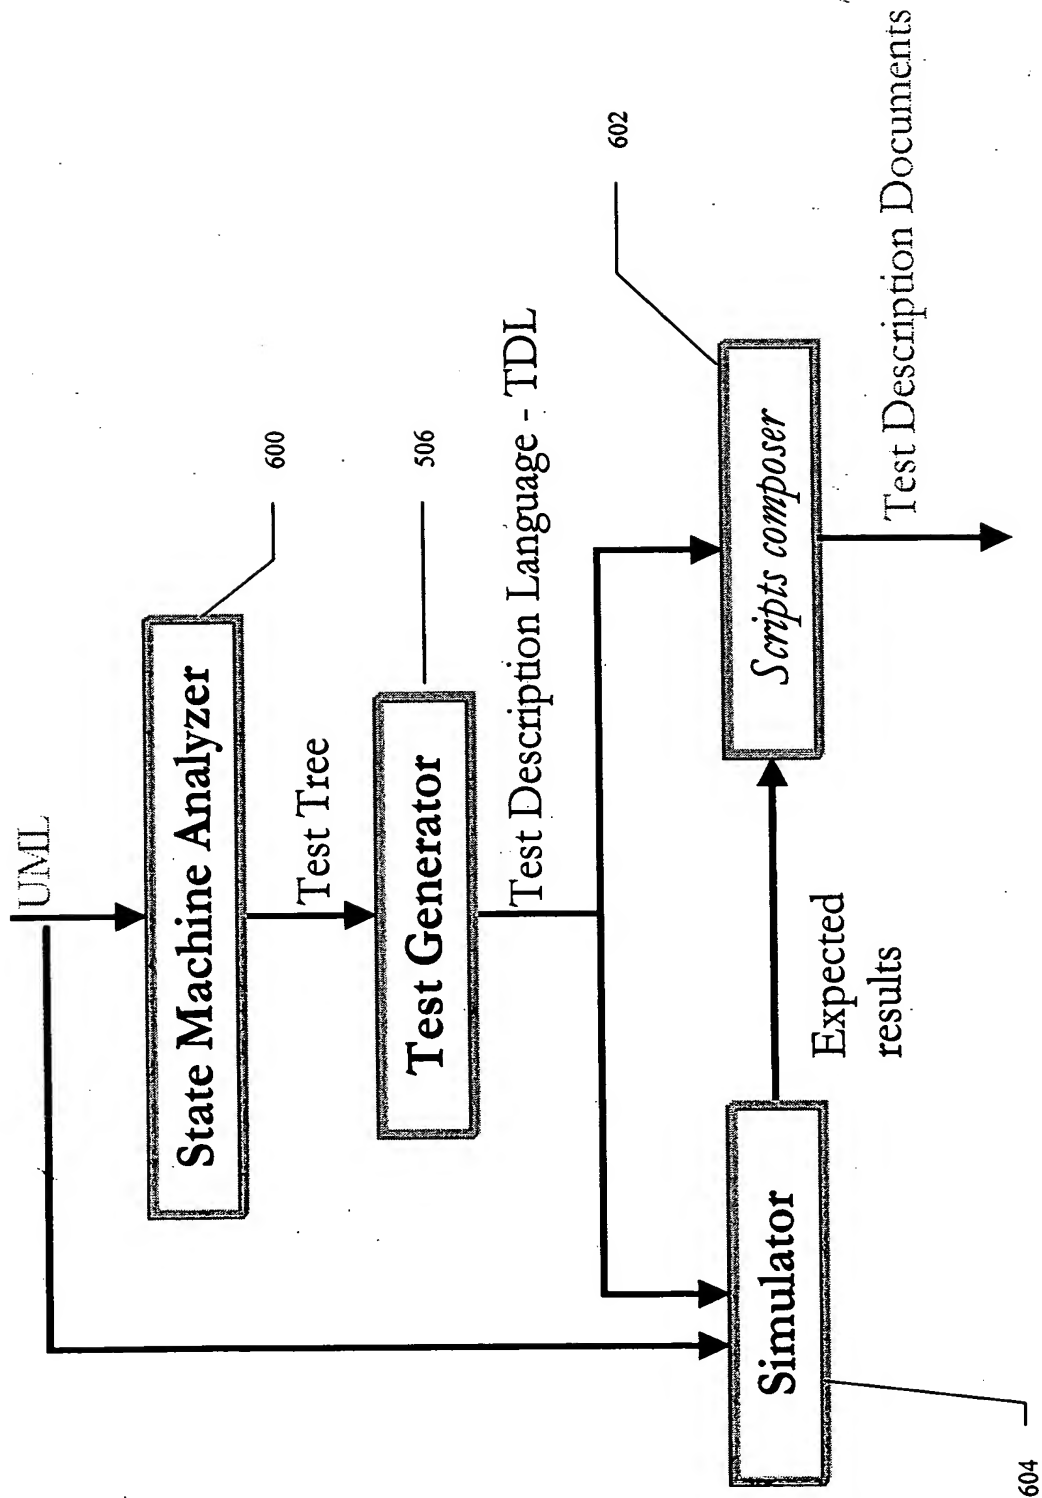 UML
State Machine Analyzer
600
Test Tree
Test Generator
506
Test Description Language - TDL
Simulator
604
Expected
results
Scripts composer
602
Test Description Documents